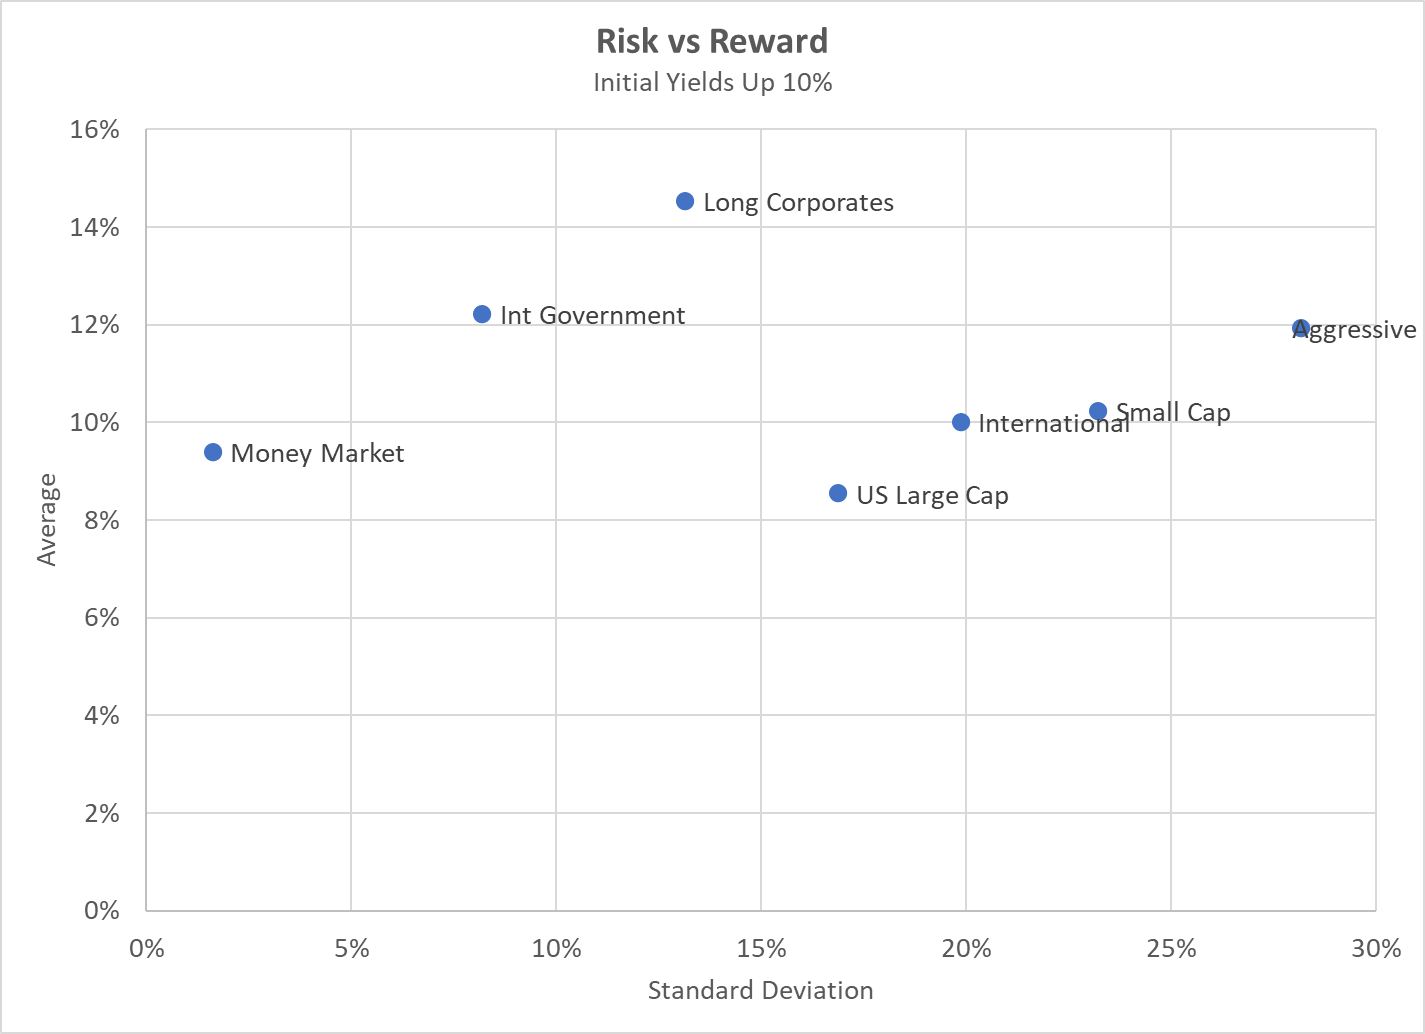 Risk vs Reward
Initial Yields Up 10%
16%
14%
12%
10%
8%
6%
4%
2%
0%
Average
Long Corporates
Int Government
Aggressive
Small Cap
International
Money Market
US Large Cap
0% 5% 10% 15% 20% 25% 30%
Standard Deviation